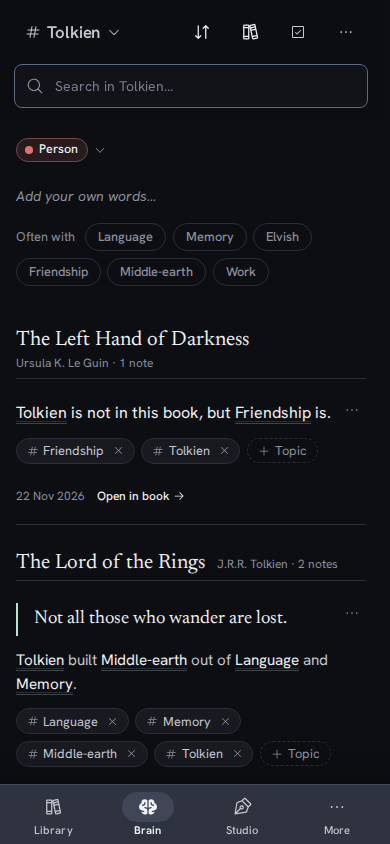 # Tolkien
Search in Tolkien...
Person
Add your own words...
Often with Language Memory Elvish
Friendship Middle-earth Work
The Left Hand of Darkness
Ursula K. Le Guin · 1 note
Tolkien is not in this book, but Friendship is.
# Friendship × # Tolkien × + Topic
22 Nov 2026 Open in book →
The Lord of the Rings J.R.R. Tolkien · 2 notes
Not all those who wander are lost.
Tolkien built Middle-earth out of Language and
Memory.
# Language × # Memory ×
# Middle-earth × # Tolkien × + Topic
Library Brain Studio More